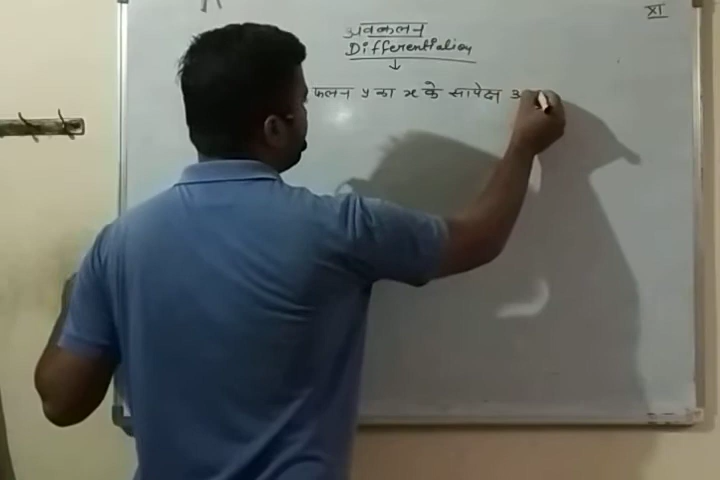 XI
अवकलन
Differentiation
फलन y का x के सापेक्ष अ